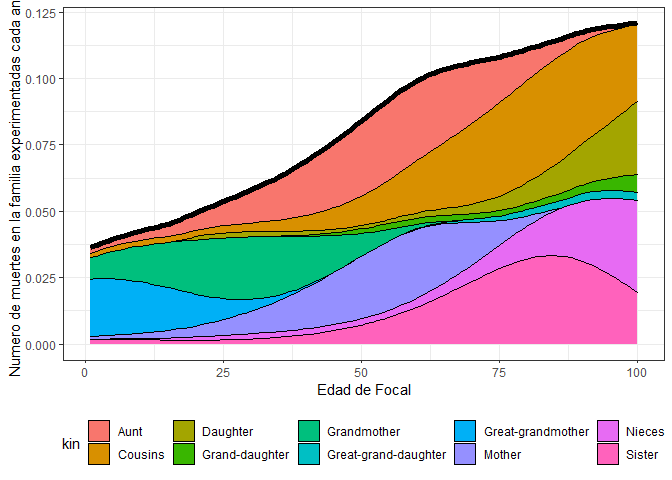 Numero de muertes en la familia experimentadas cada
0.125
0.100
0.075
0.050
0.025
0.000
0 25 50 75 100
Edad de Focal
kin
Aunt Daughter Grandmother Great-grandmother Nieces
Cousins Grand-daughter Great-grand-daughter Mother Sister